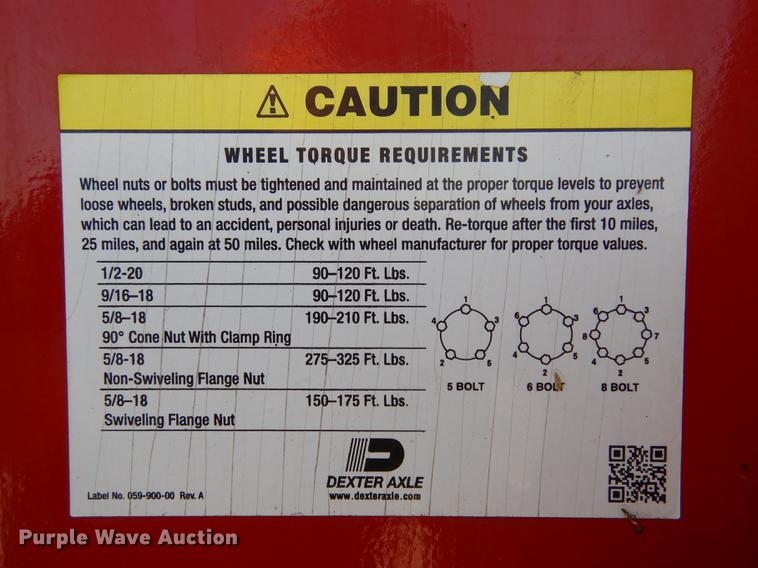 ⚠ CAUTION
WHEEL TORQUE REQUIREMENTS
Wheel nuts or bolts must be tightened and maintained at the proper torque levels to prevent
loose wheels, broken studs, and possible dangerous separation of wheels from your axles,
which can lead to an accident, personal injuries or death. Re-torque after the first 10 miles,
25 miles, and again at 50 miles. Check with wheel manufacturer for proper torque values.
1/2-20 90–120 Ft. Lbs.
9/16–18 90–120 Ft. Lbs.
5/8–18 190–210 Ft. Lbs.
90° Cone Nut With Clamp Ring
5/8-18 275–325 Ft. Lbs.
Non-Swiveling Flange Nut
5/8–18 150–175 Ft. Lbs.
Swiveling Flange Nut
1
4 3
2 5
5 BOLT
1
6 3
4 5
2
6 BOLT
1
6 3
8 7
4 5
2
8 BOLT
DEXTER AXLE
www.dexteraxle.com
Label No. 059-900-00 Rev. A
Purple Wave Auction